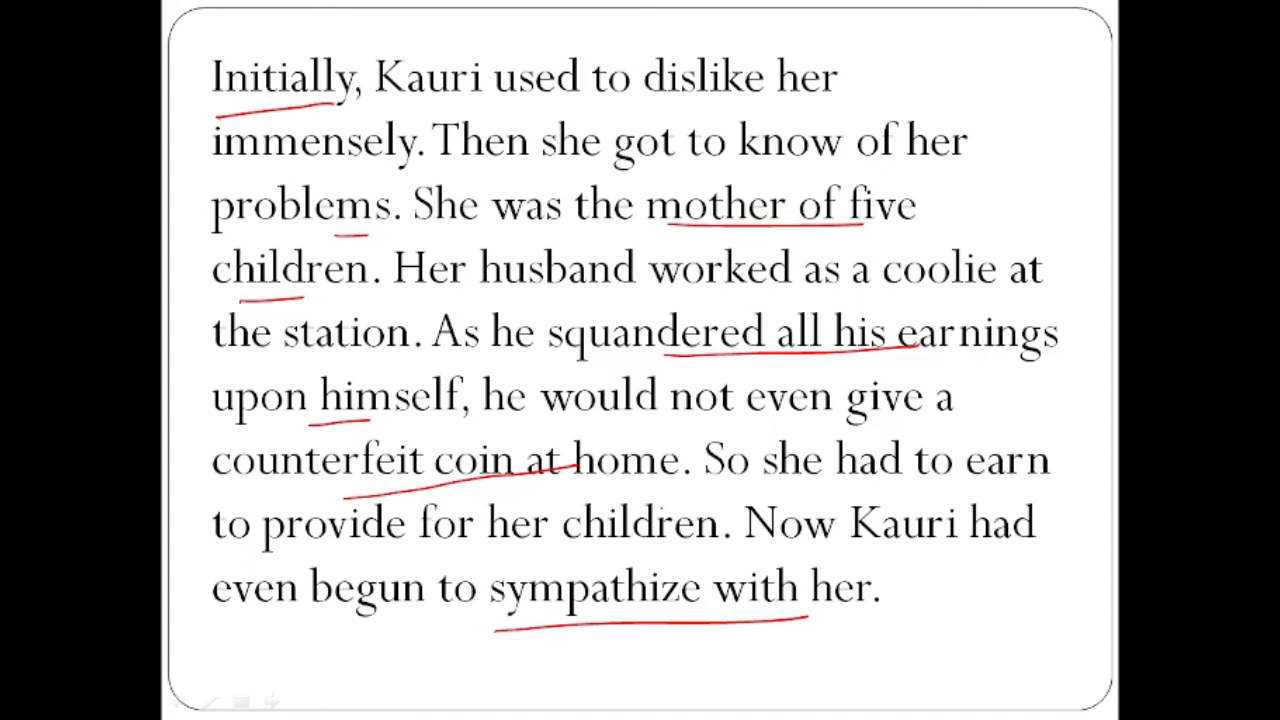 Initially, Kauri used to dislike her
immensely. Then she got to know of her
problems. She was the mother of five
children. Her husband worked as a coolie at
the station. As he squandered all his earnings
upon himself, he would not even give a
counterfeit coin at home. So she had to earn
to provide for her children. Now Kauri had
even begun to sympathize with her.